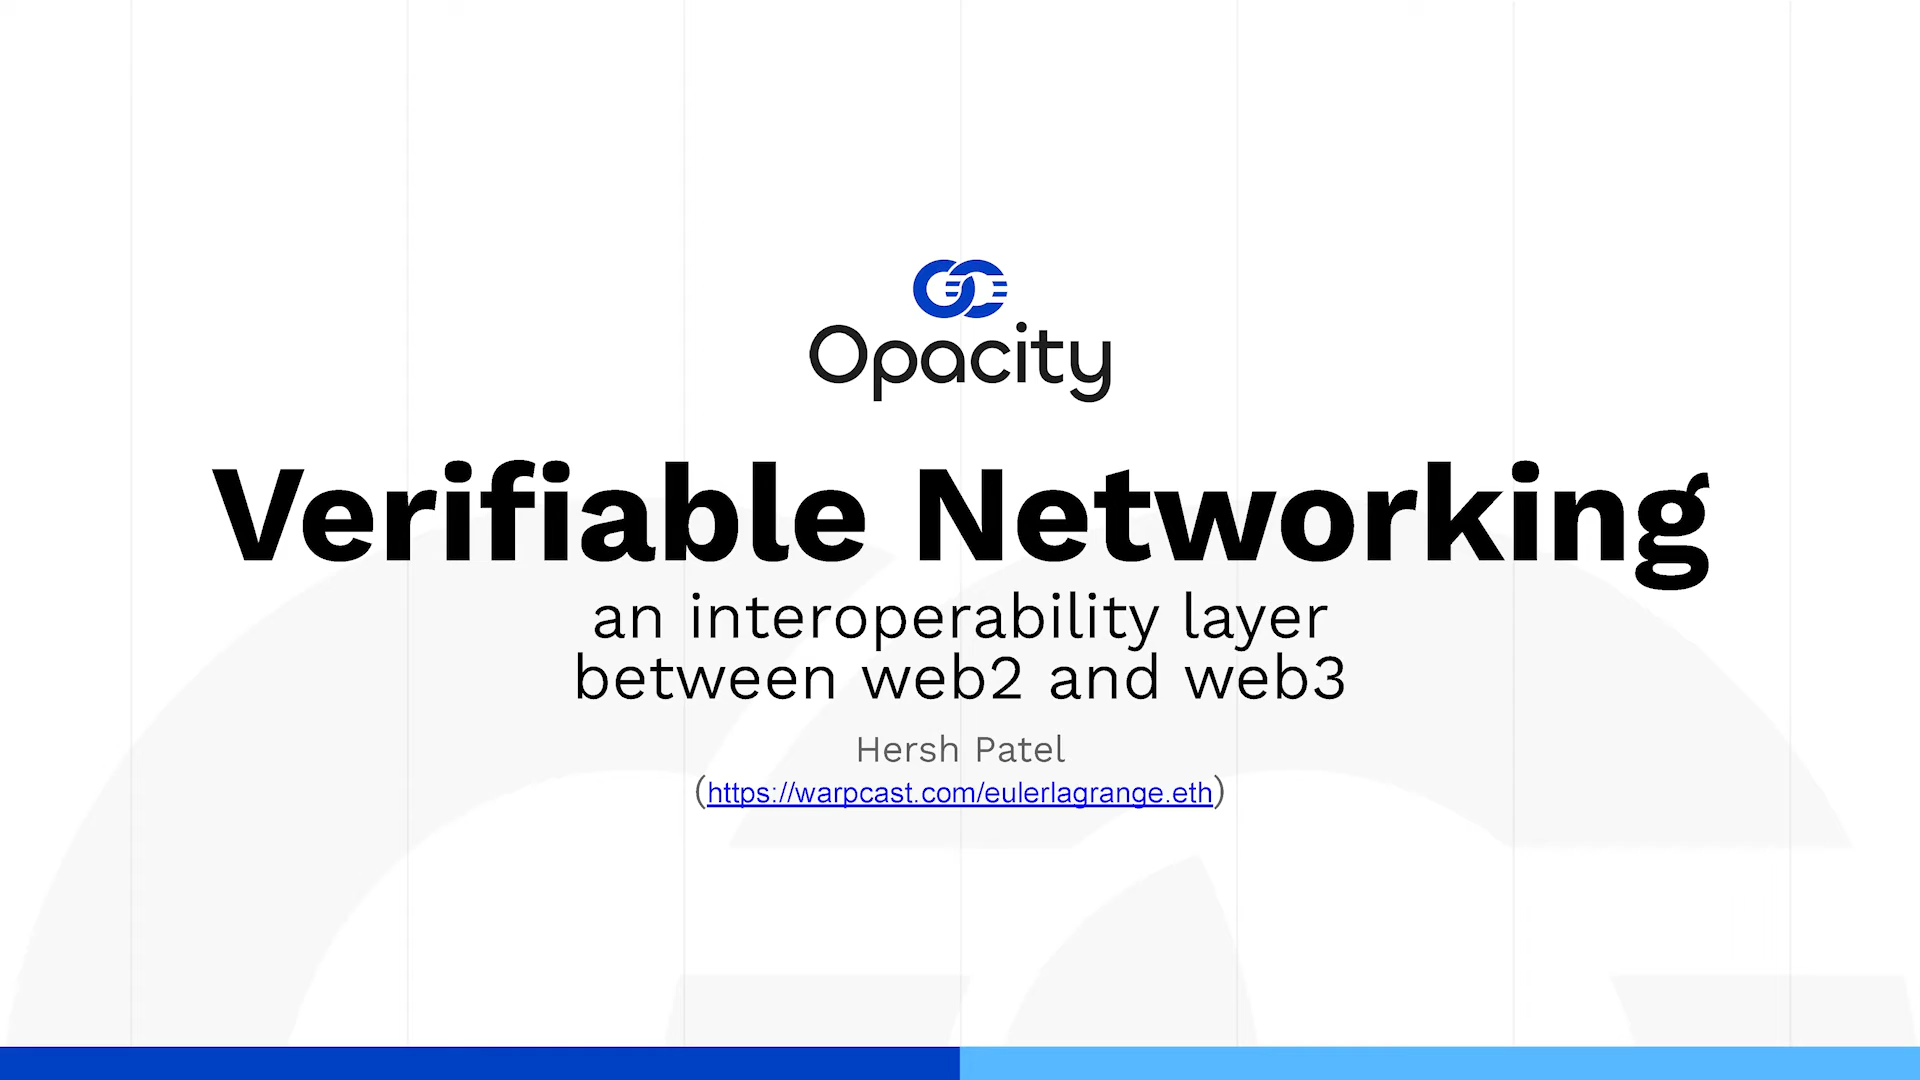 Opacity
Verifiable Networking
an interoperability layer
between web2 and web3
Hersh Patel
(https://warpcast.com/eulerlagrange.eth)